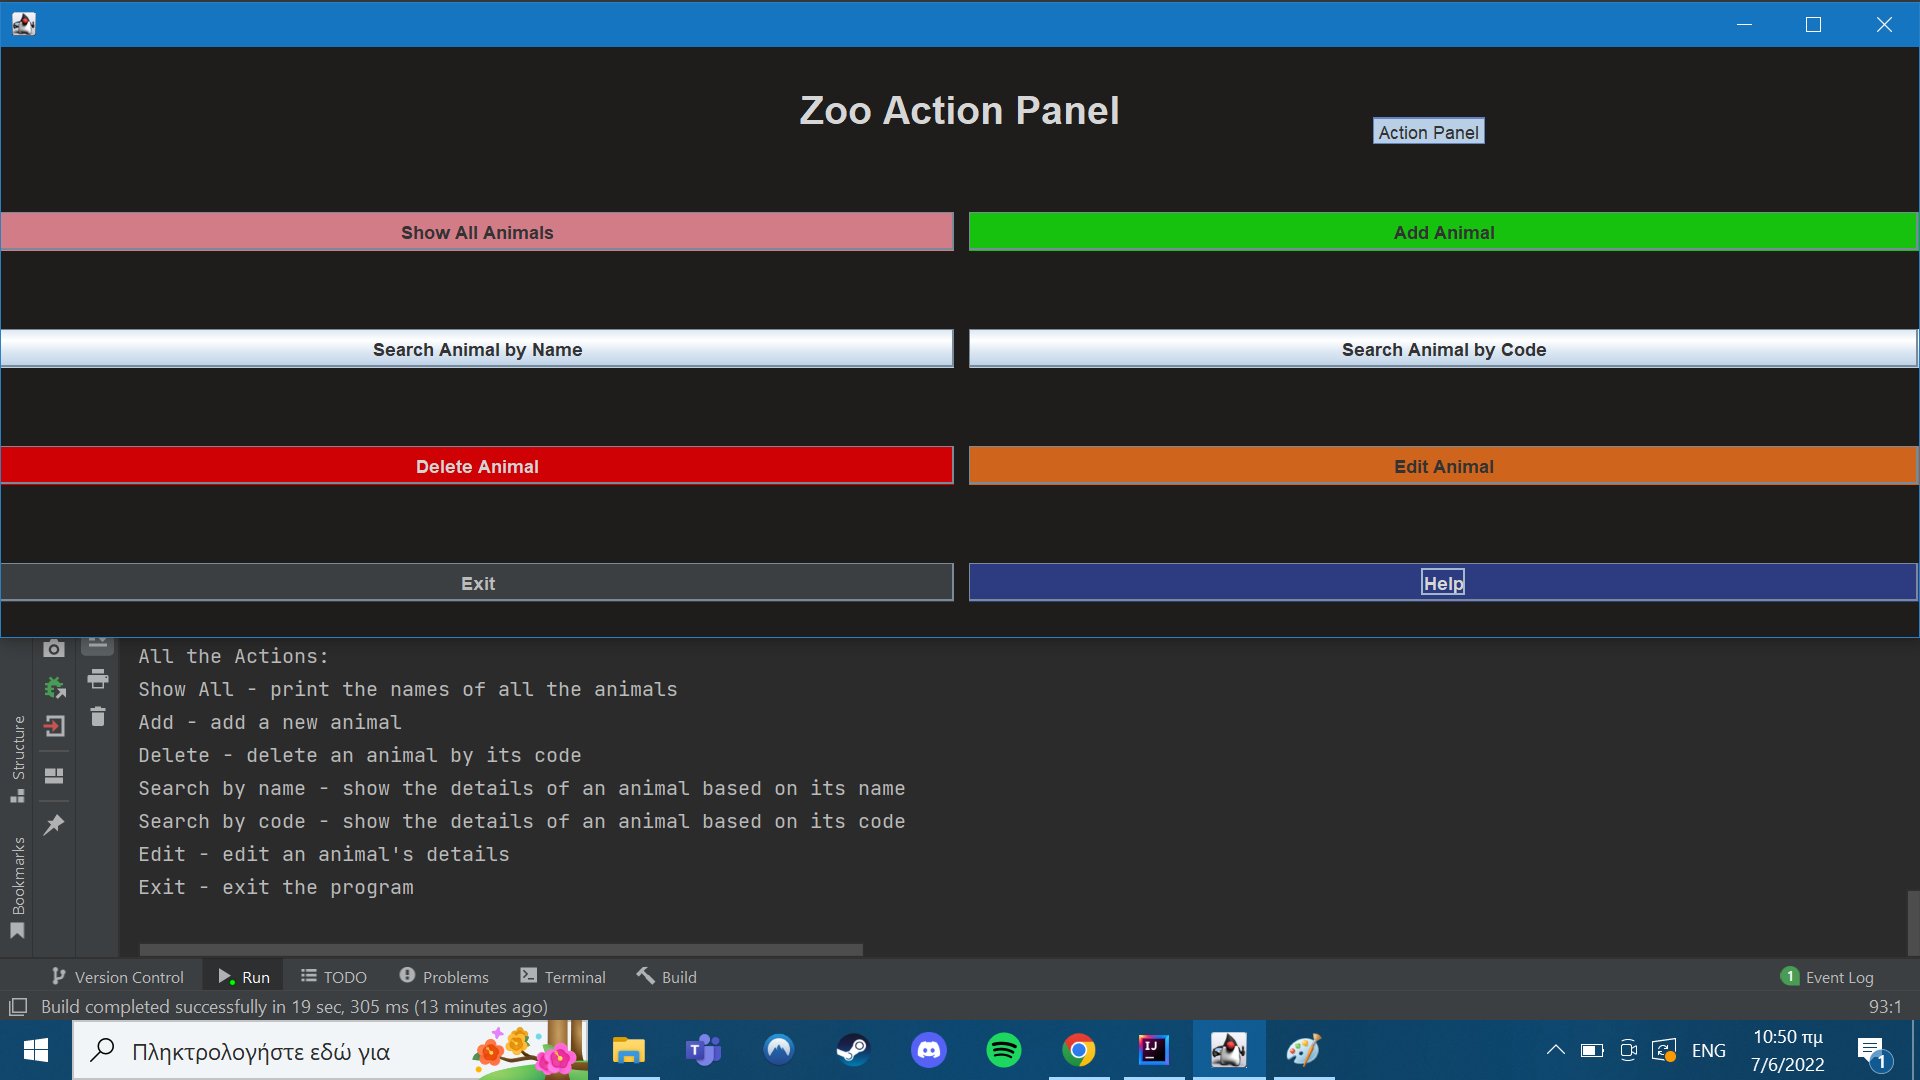 Zoo Action Panel
Action Panel
Show All Animals
Add Animal
Search Animal by Name
Search Animal by Code
Delete Animal
Edit Animal
Exit
Help
All the Actions:
Show All - print the names of all the animals
Add - add a new animal
Delete - delete an animal by its code
Search by name - show the details of an animal based on its name
Search by code - show the details of an animal based on its code
Edit - edit an animal's details
Exit - exit the program
Structure
Bookmarks
Version Control
Run
TODO
Problems
Terminal
Build
1 Event Log
Build completed successfully in 19 sec, 305 ms (13 minutes ago)
93:1
Πληκτρολογήστε εδώ για
ENG
10:50 πμ
7/6/2022
1